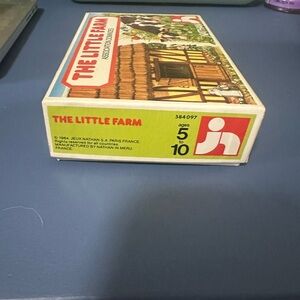 THE LITTLE FARM
ASSOCIATION DOMINOES
THE LITTLE FARM
© 1984 JEUX NATHAN S.A. PARIS FRANCE.
Rights reserved for all countries
MANUFACTURED BY NATHAN IN MERU,
FRANCE.
384097
ages
5
to
10